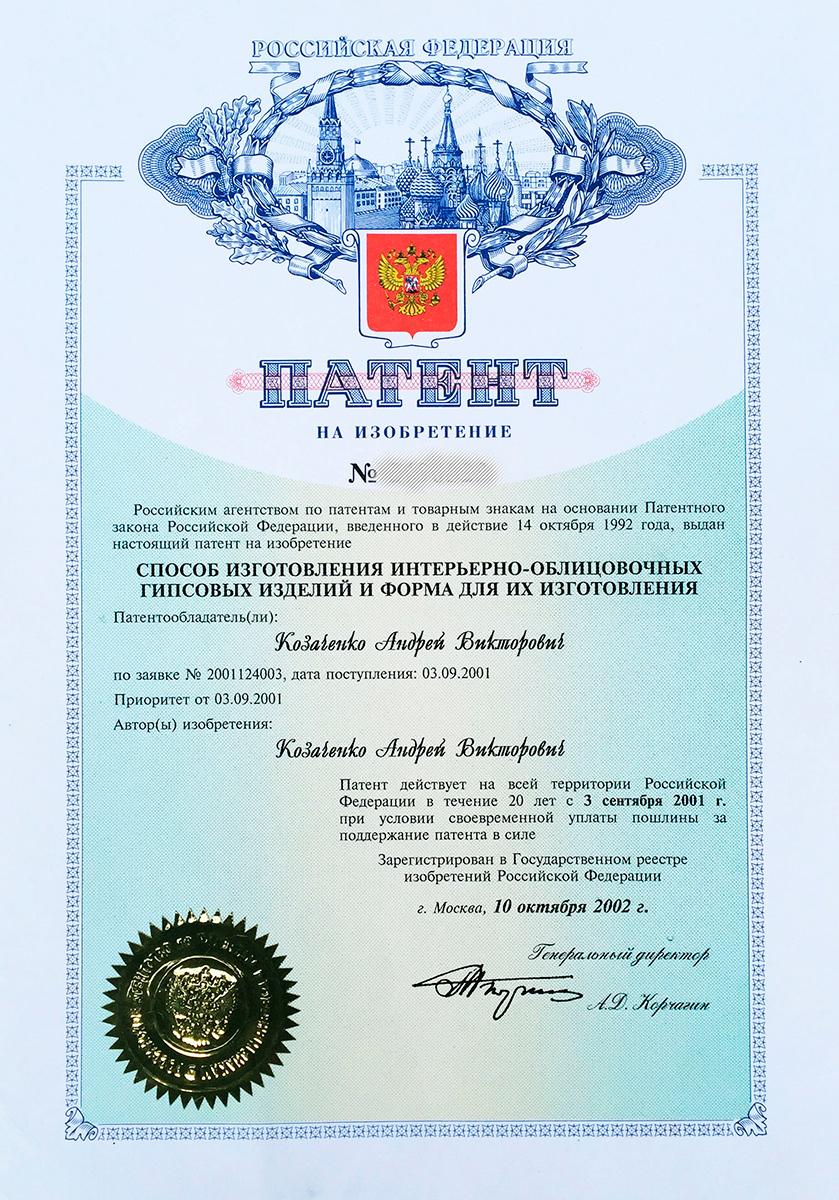 РОССИЙСКАЯ ФЕДЕРАЦИЯ
ПАТЕНТ
НА ИЗОБРЕТЕНИЕ
№
Российским агентством по патентам и товарным знакам на основании Патентного
закона Российской Федерации, введенного в действие 14 октября 1992 года, выдан
настоящий патент на изобретение
СПОСОБ ИЗГОТОВЛЕНИЯ ИНТЕРЬЕРНО-ОБЛИЦОВОЧНЫХ
ГИПСОВЫХ ИЗДЕЛИЙ И ФОРМА ДЛЯ ИХ ИЗГОТОВЛЕНИЯ
Патентообладатель(ли):
Козаченко Андрей Викторович
по заявке № 2001124003, дата поступления: 03.09.2001
Приоритет от 03.09.2001
Автор(ы) изобретения:
Козаченко Андрей Викторович
Патент действует на всей территории Российской
Федерации в течение 20 лет с 3 сентября 2001 г.
при условии своевременной уплаты пошлины за
поддержание патента в силе
Зарегистрирован в Государственном реестре
изобретений Российской Федерации
г. Москва, 10 октября 2002 г.
Генеральный директор
А.Д. Корчагин